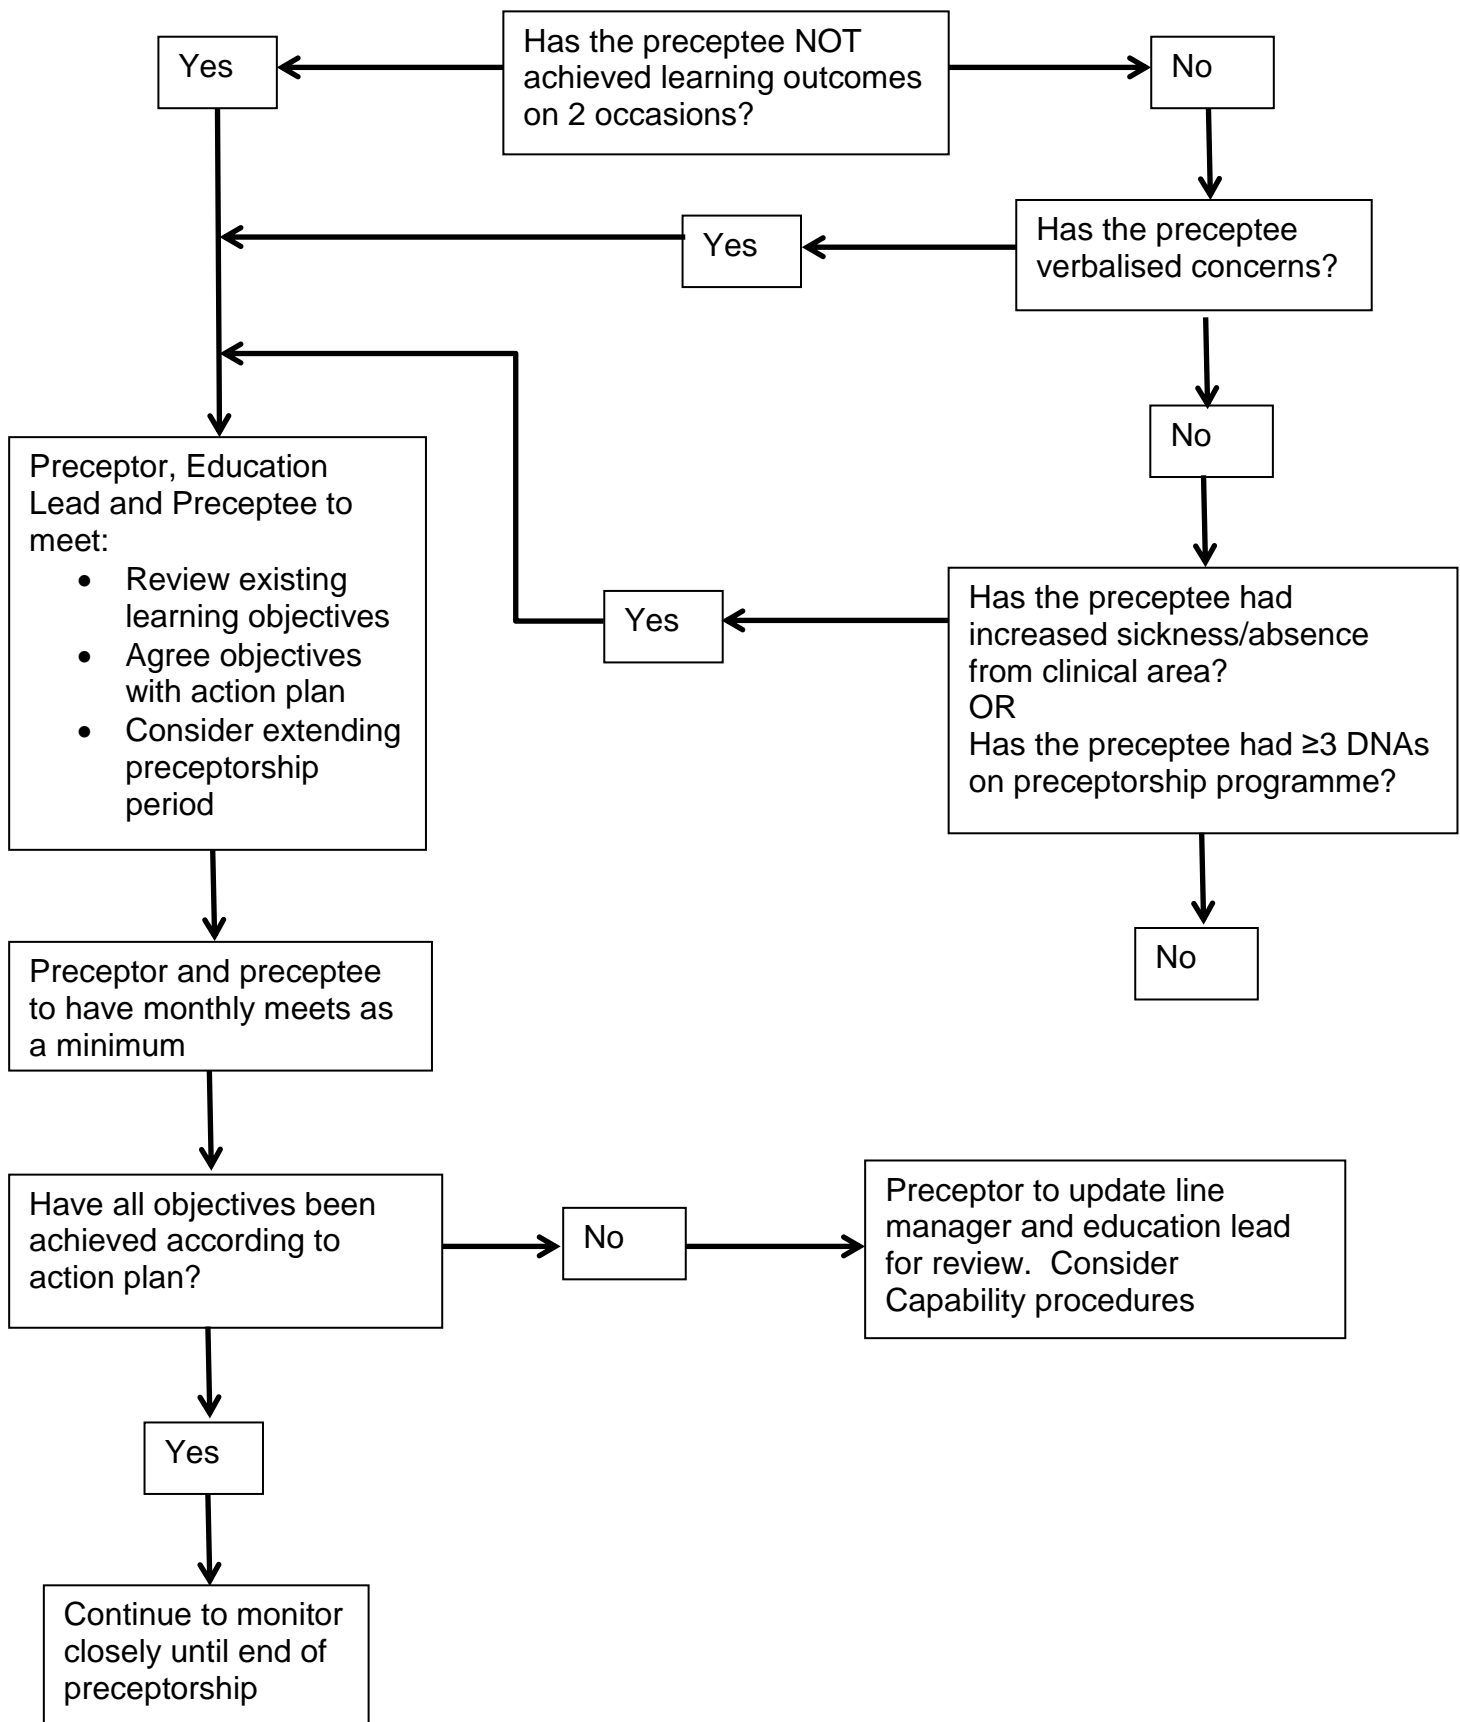 Has the preceptee NOT
achieved learning outcomes
on 2 occasions?
Yes
No
Has the preceptee
verbalised concerns?
Yes
No
Has the preceptee had
increased sickness/absence
from clinical area?
OR
Has the preceptee had ≥3 DNAs
on preceptorship programme?
Yes
No
Preceptor, Education
Lead and Preceptee to
meet:
• Review existing
learning objectives
• Agree objectives
with action plan
• Consider extending
preceptorship
period
Preceptor and preceptee
to have monthly meets as
a minimum
Have all objectives been
achieved according to
action plan?
No
Preceptor to update line
manager and education lead
for review.  Consider
Capability procedures
Yes
Continue to monitor
closely until end of
preceptorship